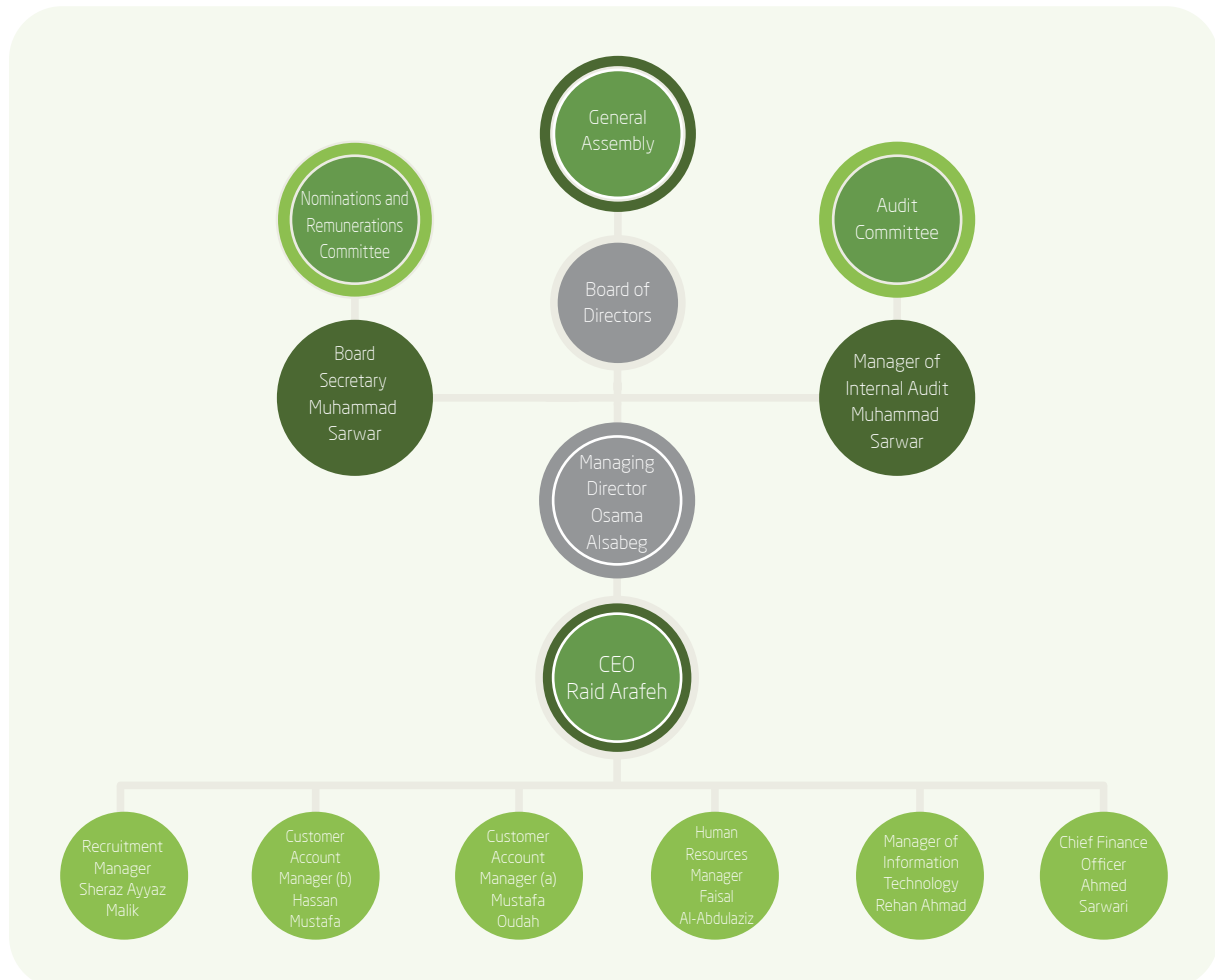 General
Assembly
Nominations and
Remunerations
Committee
Audit
Committee
Board of
Directors
Board
Secretary
Muhammad
Sarwar
Manager of
Internal Audit
Muhammad
Sarwar
Managing
Director
Osama
Alsabeg
CEO
Raid Arafeh
Recruitment
Manager
Sheraz Ayyaz
Malik
Customer
Account
Manager (b)
Hassan
Mustafa
Customer
Account
Manager (a)
Mustafa
Oudah
Human
Resources
Manager
Faisal
Al-Abdulaziz
Manager of
Information
Technology
Rehan Ahmad
Chief Finance
Officer
Ahmed
Sarwari